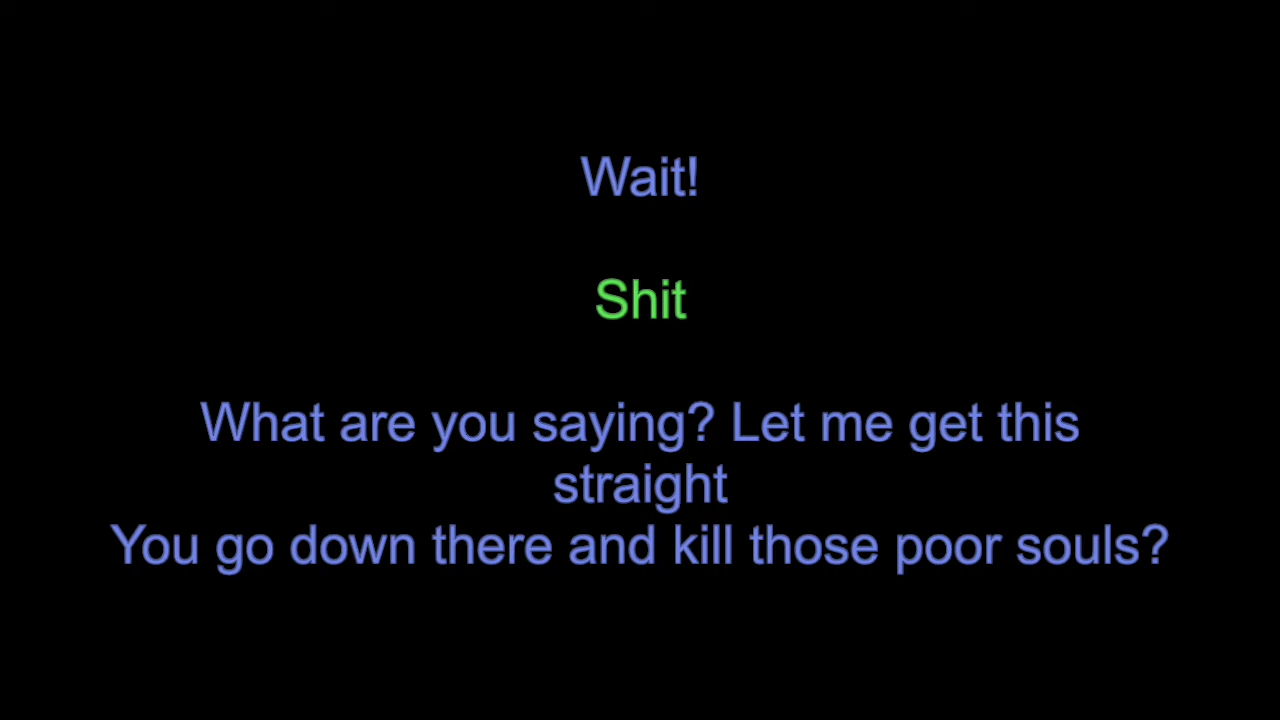 Wait!
Shit
What are you saying? Let me get this
straight
You go down there and kill those poor souls?